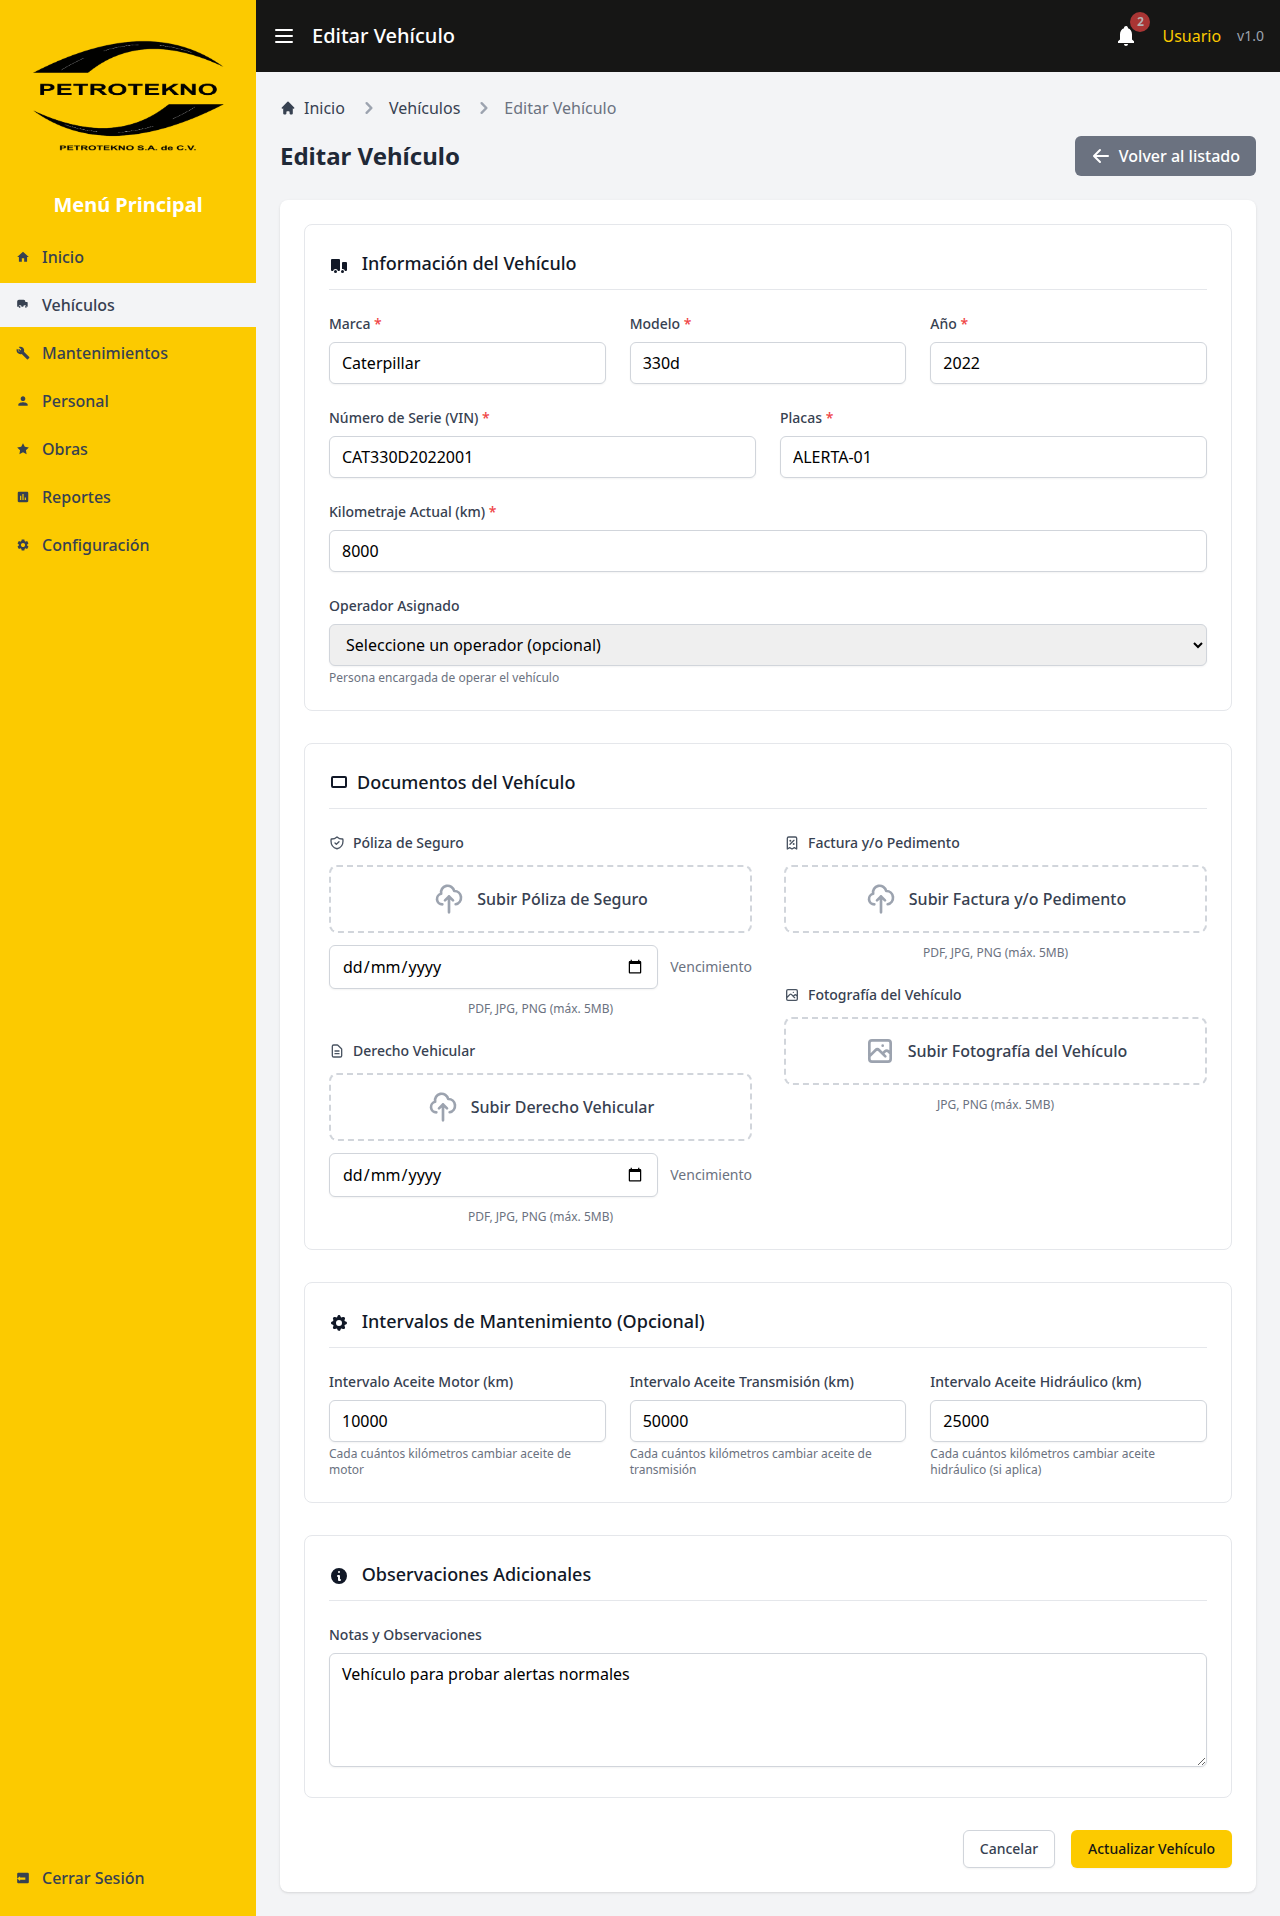 PETROTEKNO
PETROTEKNO S.A. de C.V.
Menú Principal
Inicio
Vehículos
Mantenimientos
Personal
Obras
Reportes
Configuración
Cerrar Sesión
Editar Vehículo
2
Usuario
v1.0
Inicio
Vehículos
Editar Vehículo
Editar Vehículo
Volver al listado
Información del Vehículo
Marca *
Modelo *
Año *
Caterpillar
330d
2022
Número de Serie (VIN) *
Placas *
CAT330D2022001
ALERTA-01
Kilometraje Actual (km) *
8000
Operador Asignado
Seleccione un operador (opcional)
Persona encargada de operar el vehículo
Documentos del Vehículo
Póliza de Seguro
Subir Póliza de Seguro
dd/mm/yyyy
Vencimiento
PDF, JPG, PNG (máx. 5MB)
Derecho Vehicular
Subir Derecho Vehicular
dd/mm/yyyy
Vencimiento
PDF, JPG, PNG (máx. 5MB)
Factura y/o Pedimento
Subir Factura y/o Pedimento
PDF, JPG, PNG (máx. 5MB)
Fotografía del Vehículo
Subir Fotografía del Vehículo
JPG, PNG (máx. 5MB)
Intervalos de Mantenimiento (Opcional)
Intervalo Aceite Motor (km)
10000
Cada cuántos kilómetros cambiar aceite de
motor
Intervalo Aceite Transmisión (km)
50000
Cada cuántos kilómetros cambiar aceite de
transmisión
Intervalo Aceite Hidráulico (km)
25000
Cada cuántos kilómetros cambiar aceite
hidráulico (si aplica)
Observaciones Adicionales
Notas y Observaciones
Vehículo para probar alertas normales
Cancelar
Actualizar Vehículo